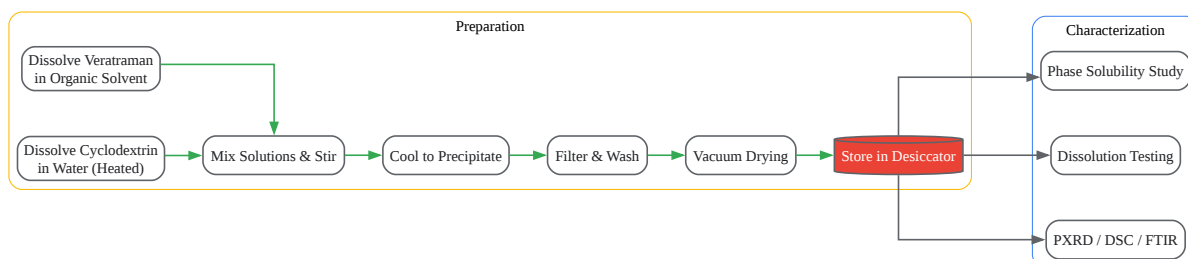 Preparation
Characterization
Dissolve Veratraman
in Organic Solvent
Phase Solubility Study
Dissolve Cyclodextrin
in Water (Heated)
Mix Solutions & Stir
Cool to Precipitate
Filter & Wash
Vacuum Drying
Store in Desiccator
Dissolution Testing
PXRD / DSC / FTIR